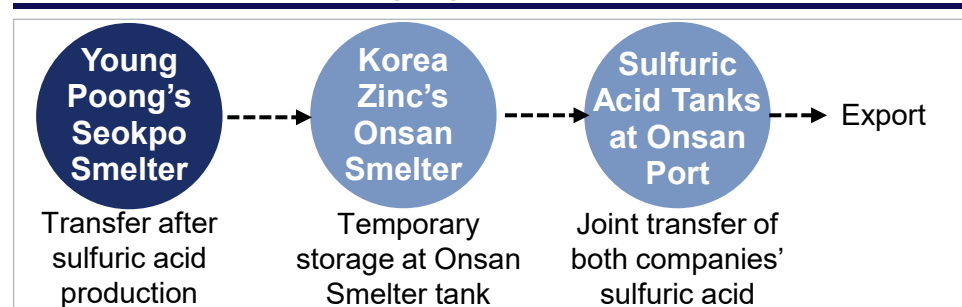 Young
Poong's
Seokpo
Smelter
Transfer after
sulfuric acid
production
Korea
Zinc's
Onsan
Smelter
Temporary
storage at Onsan
Smelter tank
Sulfuric
Acid Tanks
at Onsan
Port
Joint transfer of
both companies'
sulfuric acid
Export